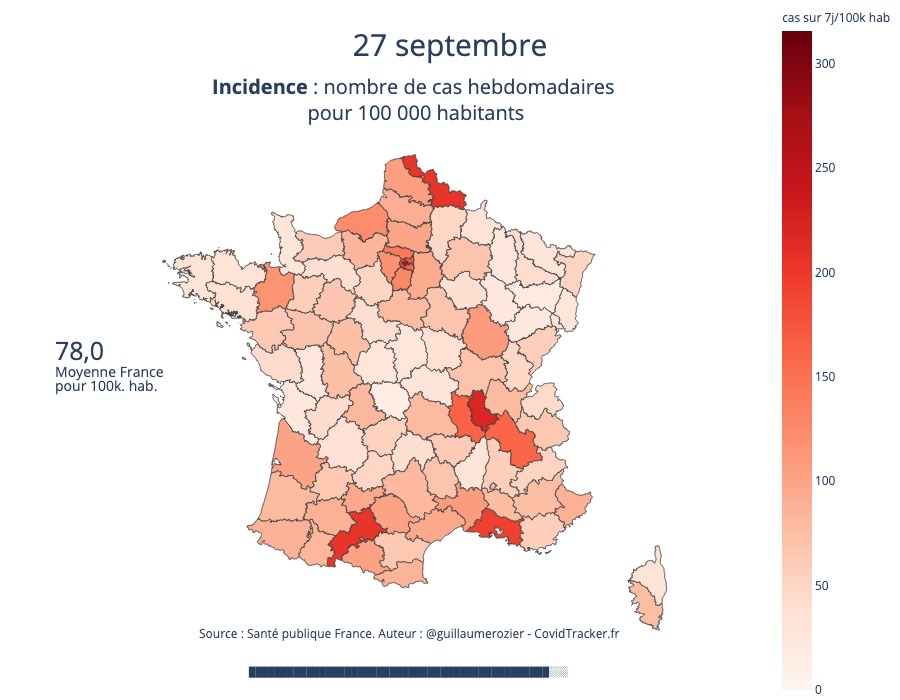 cas sur 7j/100k hab
27 septembre
Incidence : nombre de cas hebdomadaires
pour 100 000 habitants
300
250
200
150
100
50
0
78,0
Moyenne France
pour 100k. hab.
Source : Santé publique France. Auteur : @guillaumerozier - CovidTracker.fr